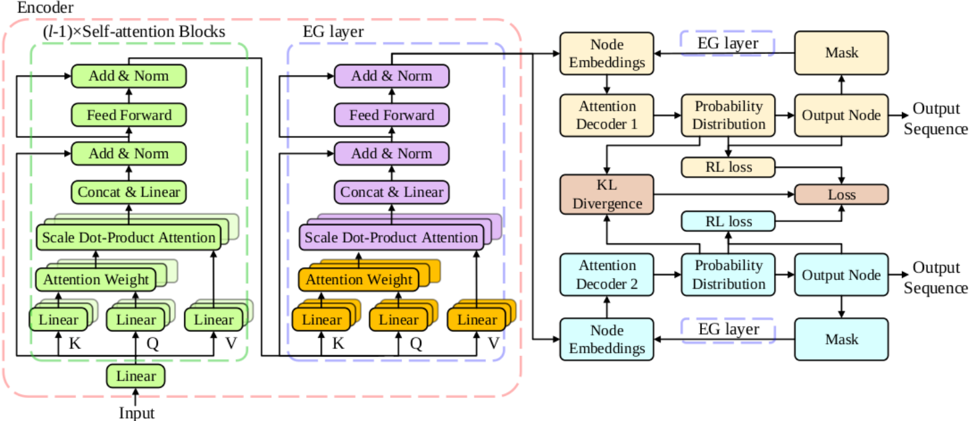 Encoder
(l-1)×Self-attention Blocks
Add & Norm
Feed Forward
Add & Norm
Concat & Linear
Scale Dot-Product Attention
Attention Weight
Linear
Linear
Linear
K
Q
V
Linear
Input
EG layer
Add & Norm
Feed Forward
Add & Norm
Concat & Linear
Scale Dot-Product Attention
Attention Weight
Linear
Linear
Linear
K
Q
V
Node
Embeddings
EG layer
Mask
Attention
Decoder 1
Probability
Distribution
Output Node
Output
Sequence
RL loss
KL
Divergence
Loss
RL loss
Attention
Decoder 2
Probability
Distribution
Output Node
Output
Sequence
Node
Embeddings
EG layer
Mask